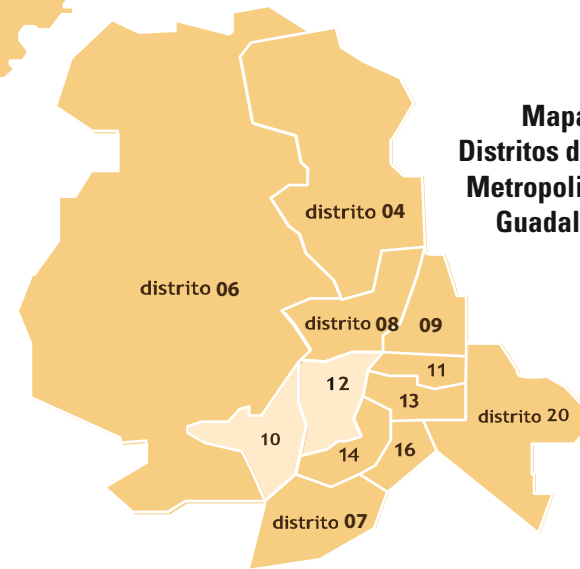 Mapa
Distritos d
Metropoli
Guadal
distrito 04
distrito 06
distrito 08
09
11
12
13
distrito 20
10
14
16
distrito 07